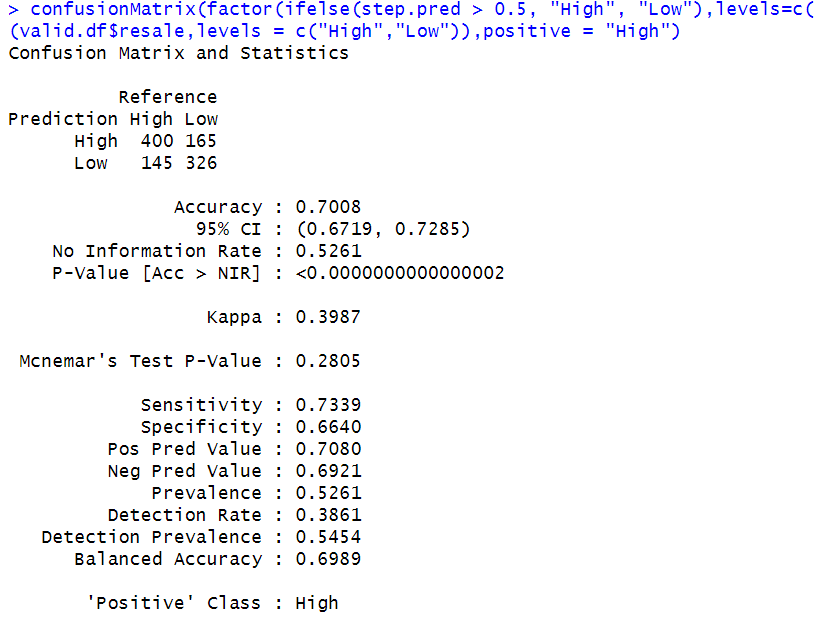 > confusionMatrix(factor(ifelse(step.pred > 0.5, "High", "Low"),levels=c(
(valid.df$resale,levels = c("High","Low")),positive = "High")
Confusion Matrix and Statistics
Reference
Prediction High Low
High 400 165
Low 145 326
Accuracy : 0.7008
95% CI : (0.6719, 0.7285)
No Information Rate : 0.5261
P-Value [Acc > NIR] : <0.0000000000000002
Kappa : 0.3987
Mcnemar's Test P-Value : 0.2805
Sensitivity : 0.7339
Specificity : 0.6640
Pos Pred Value : 0.7080
Neg Pred Value : 0.6921
Prevalence : 0.5261
Detection Rate : 0.3861
Detection Prevalence : 0.5454
Balanced Accuracy : 0.6989
'Positive' Class : High